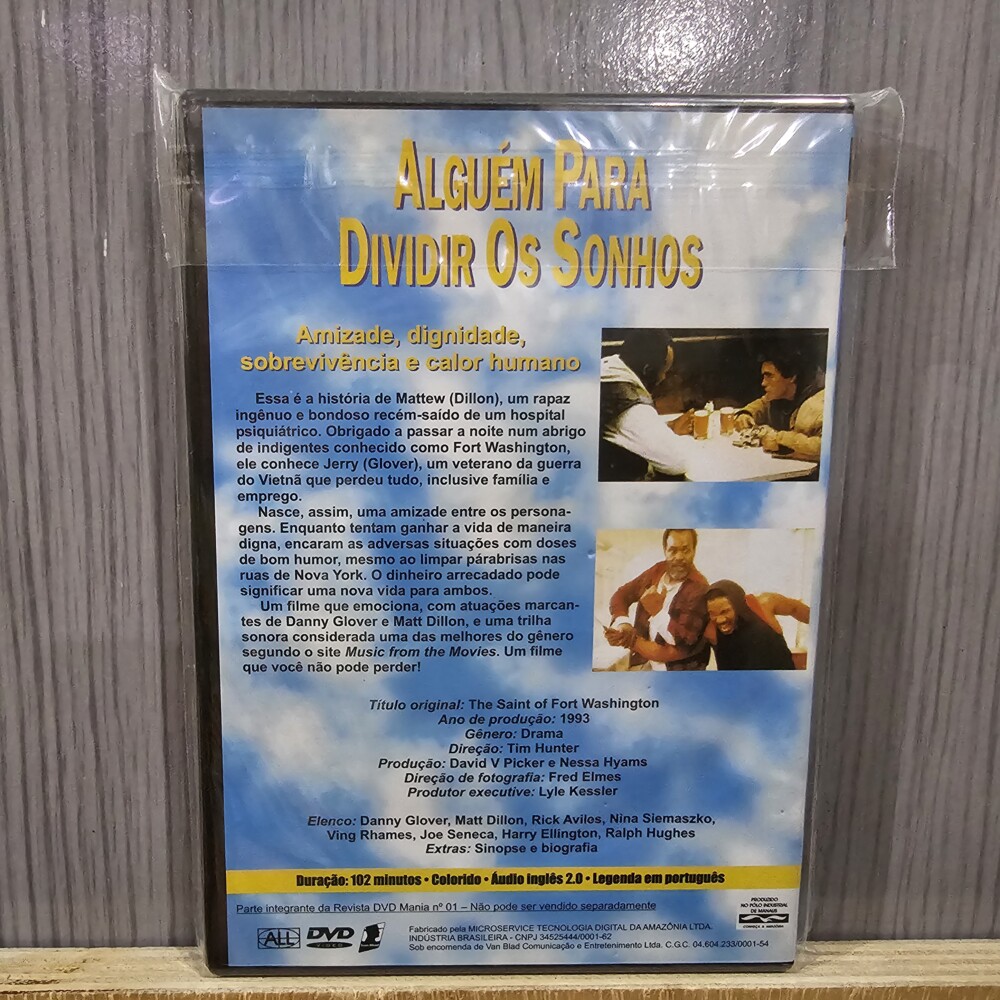 ALGUÉM PARA
DIVIDIR OS SONHOS
Amizade, dignidade,
sobrevivência e calor humano
Essa é a história de Mattew (Dillon), um rapaz
ingênuo e bondoso recém-saído de um hospital
psiquiátrico. Obrigado a passar a noite num abrigo
de indigentes conhecido como Fort Washington,
ele conhece Jerry (Glover), um veterano da guerra
do Vietnã que perdeu tudo, inclusive família e
emprego.
Nasce, assim, uma amizade entre os persona-
gens. Enquanto tentam ganhar a vida de maneira
digna, encaram as adversas situações com doses
de bom humor, mesmo ao limpar párabrisas nas
ruas de Nova York. O dinheiro arrecadado pode
significar uma nova vida para ambos.
Um filme que emociona, com atuações marcan-
tes de Danny Glover e Matt Dillon, e uma trilha
sonora considerada uma das melhores do gênero
segundo o site Music from the Movies. Um filme
que você não pode perder!
Título original: The Saint of Fort Washington
Ano de produção: 1993
Gênero: Drama
Direção: Tim Hunter
Produção: David V Picker e Nessa Hyams
Direção de fotografia: Fred Elmes
Produtor executive: Lyle Kessler
Elenco: Danny Glover, Matt Dillon, Rick Aviles, Nina Siemaszko,
Ving Rhames, Joe Seneca, Harry Ellington, Ralph Hughes
Extras: Sinopse e biografia
Duração: 102 minutos • Colorido • Áudio inglês 2.0 • Legenda em português
Parte integrante da Revista DVD Mania nº 01 – Não pode ser vendido separadamente
ALL DVD
Fabricado pela MICROSERVICE TECNOLOGIA DIGITAL DA AMAZÔNIA LTDA.
INDÚSTRIA BRASILEIRA - CNPJ 34525444/0001-62
Sob encomenda de Van Blad Comunicação e Entretenimento Ltda. C.G.C. 04.604.233/0001-54
PRODUZIDO
NO PÓLO INDUSTRIAL
DE MANAUS
CONHEÇA A AMAZÔNIA